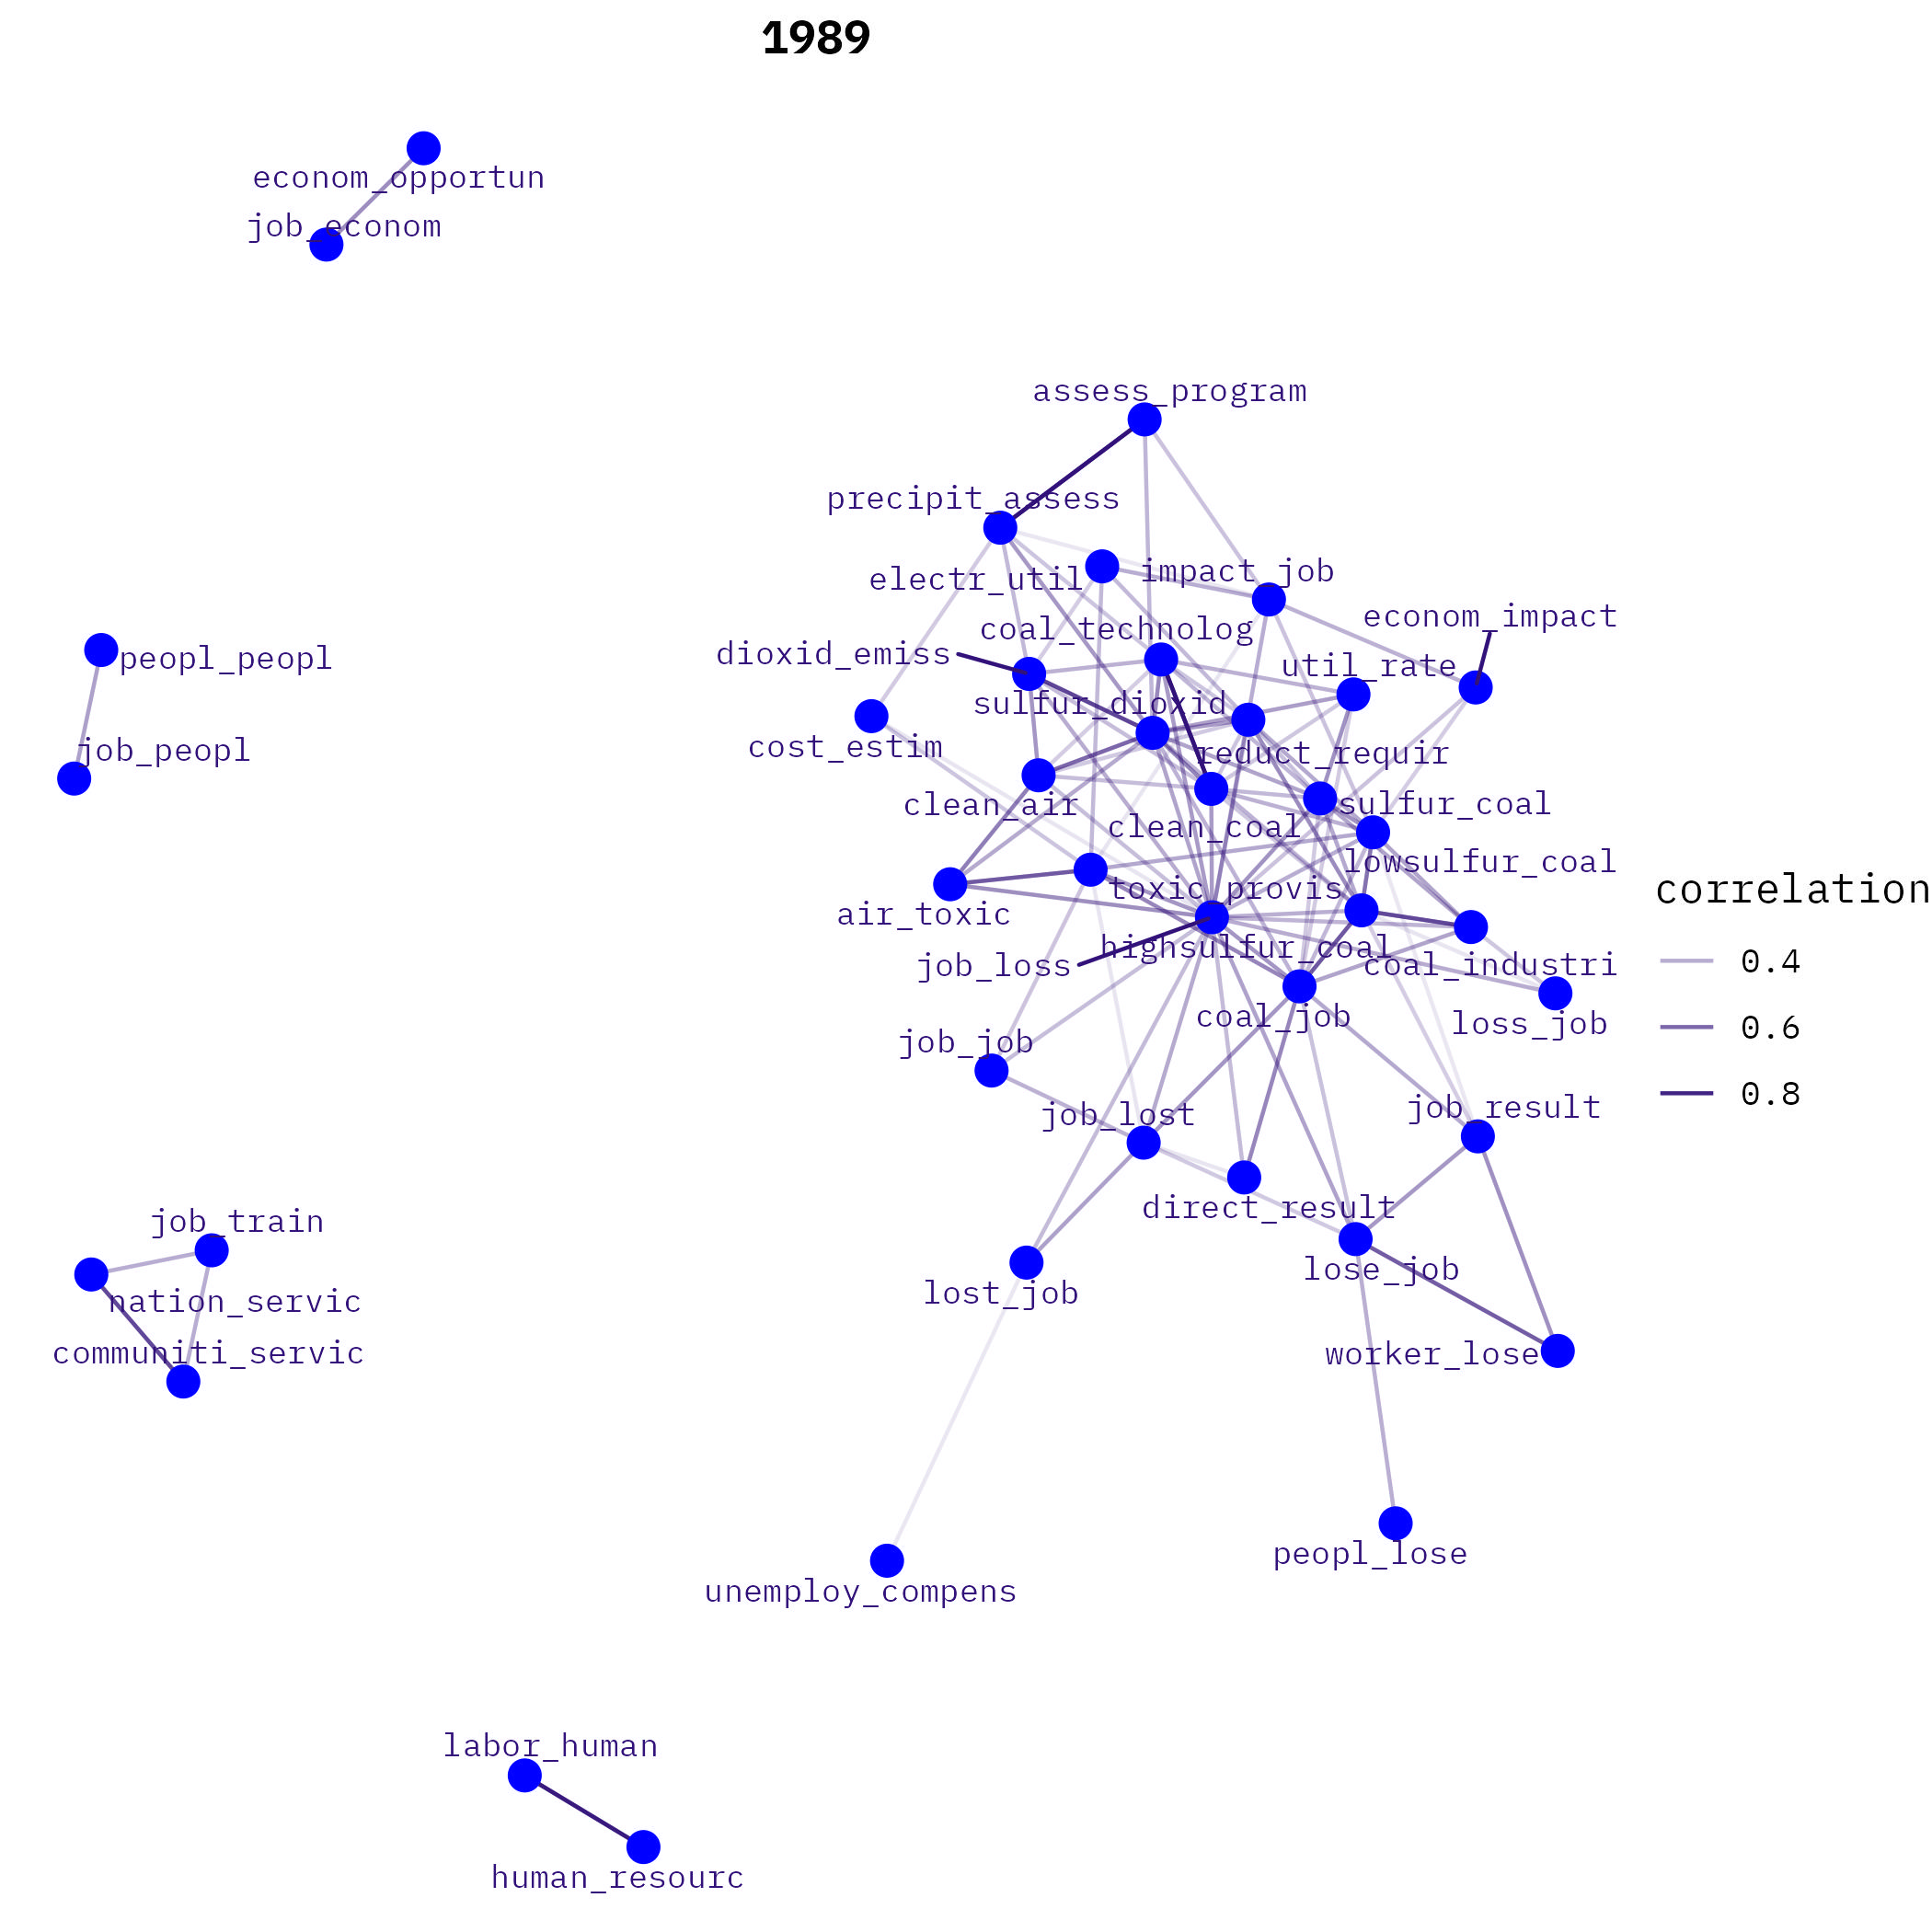 1989
econom_opportun
job_econom
assess_program
precipit_assess
electr_util
impact_job
econom_impact
coal_technolog
dioxid_emiss
util_rate
peopl_peopl
sulfur_dioxid
cost_estim
reduct_requir
job_peopl
clean_air
sulfur_coal
clean_coal
lowsulfur_coal
toxic_provis
correlation
air_toxic
highsulfur_coal
job_loss
coal_industri
0.4
coal_job
loss_job
0.6
job_job
0.8
job_lost
job_result
direct_result
job_train
lose_job
nation_servic
lost_job
communiti_servic
worker_lose
peopl_lose
unemploy_compens
labor_human
human_resourc